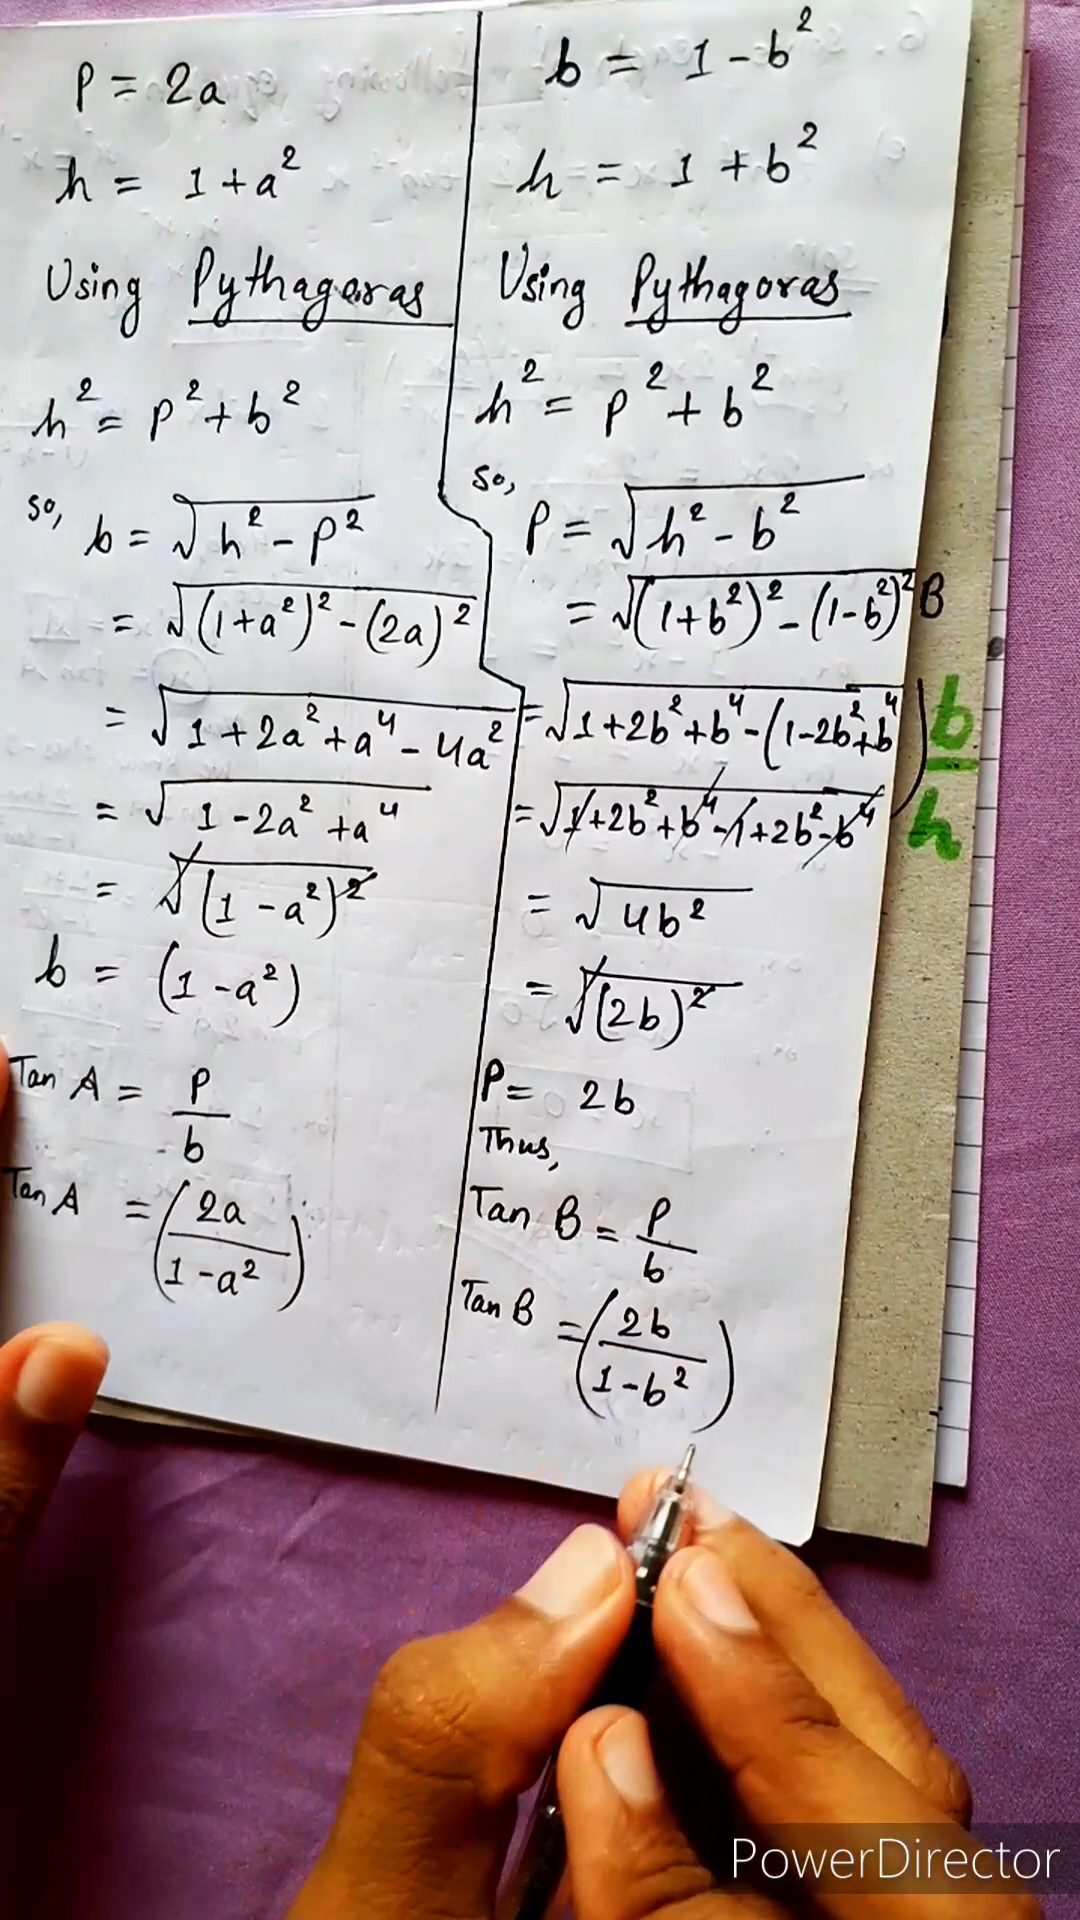 P = 2a
h = 1 + a²
Using Pythagoras
h² = p² + b²
so, b = √(h² - p²)
= √((1+a²)² - (2a)²)
= √(1 + 2a² + a⁴ - 4a²)
= √(1 - 2a² + a⁴)
= √((1 - a²)²)
b = (1 - a²)
Tan A = P/b
Tan A = (2a/(1-a²))
b = 1 - b²
h = 1 + b²
Using Pythagoras
h² = p² + b²
so,
P = √(h² - b²)
= √((1+b²)² - (1-b²)²) B
= √(1+2b²+b⁴-(1-2b²+b⁴)
= √(1+2b²+b⁴-1+2b²-b⁴)
= √(4b²)
= √((2b)²)
P = 2b
Thus,
Tan B = P/b
Tan B = (2b/(1-b²))
b/h
PowerDirector